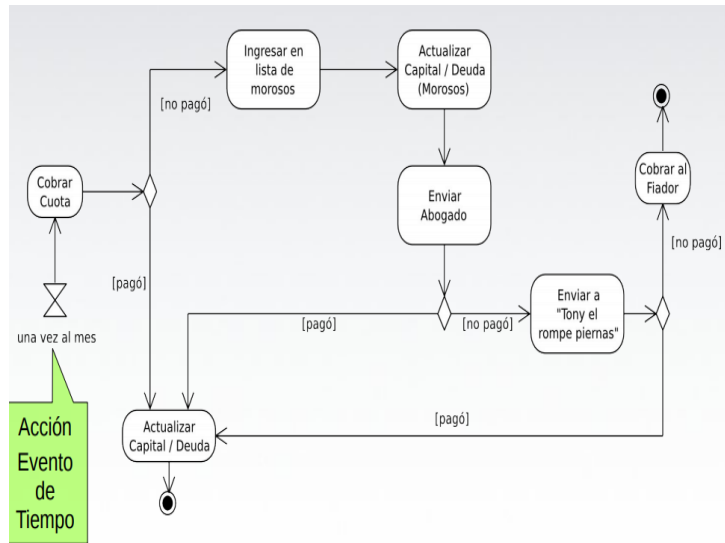 Ingresar en
lista de
morosos
Actualizar
Capital / Deuda
(Morosos)
[no pagó]
Cobrar
Cuota
Enviar
Abogado
Cobrar al
Fiador
[no pagó]
[pagó]
una vez al mes
[pagó]
[no pagó]
Enviar a
"Tony el
rompe piernas"
[pagó]
Actualizar
Capital / Deuda
Acción
Evento
de
Tiempo